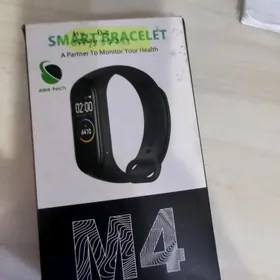 SMART BRACELET
A Partner To Monitor Your Health
M4